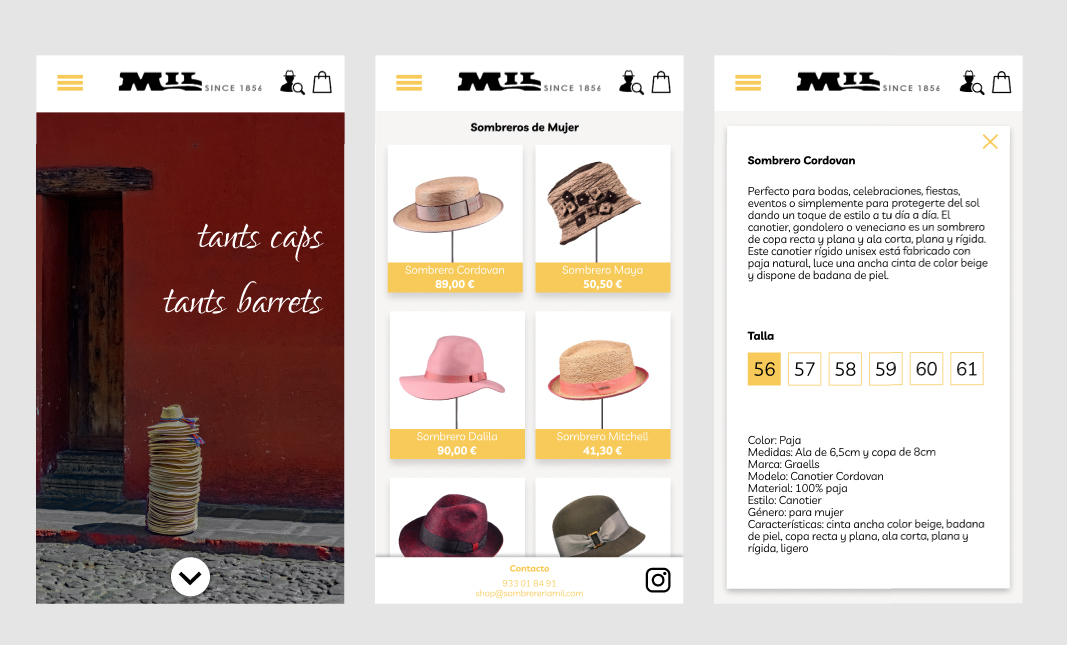 MIL SINCE 1856
tants caps
tants barrets
MIL SINCE 1856
Sombreros de Mujer
Sombrero Cordovan
89,00 €
Sombrero Maya
50,50 €
Sombrero Dalila
90,00 €
Sombrero Mitchell
41,30 €
Contacto
933 01 84 91
shop@sombrereriamil.com
MIL SINCE 1856
Sombrero Cordovan
Perfecto para bodas, celebraciones, fiestas,
eventos o simplemente para protegerte del sol
dando un toque de estilo a tu día a día. El
canotier, gondolero o veneciano es un sombrero
de copa recta y plana y ala corta, plana y rígida.
Este canotier rígido unisex está fabricado con
paja natural, luce una ancha cinta de color beige
y dispone de badana de piel.
Talla
56 57 58 59 60 61
Color: Paja
Medidas: Ala de 6,5cm y copa de 8cm
Marca: Graells
Modelo: Canotier Cordovan
Material: 100% paja
Estilo: Canotier
Género: para mujer
Características: cinta ancha color beige, badana
de piel, copa recta y plana, ala corta, plana y
rígida, ligero